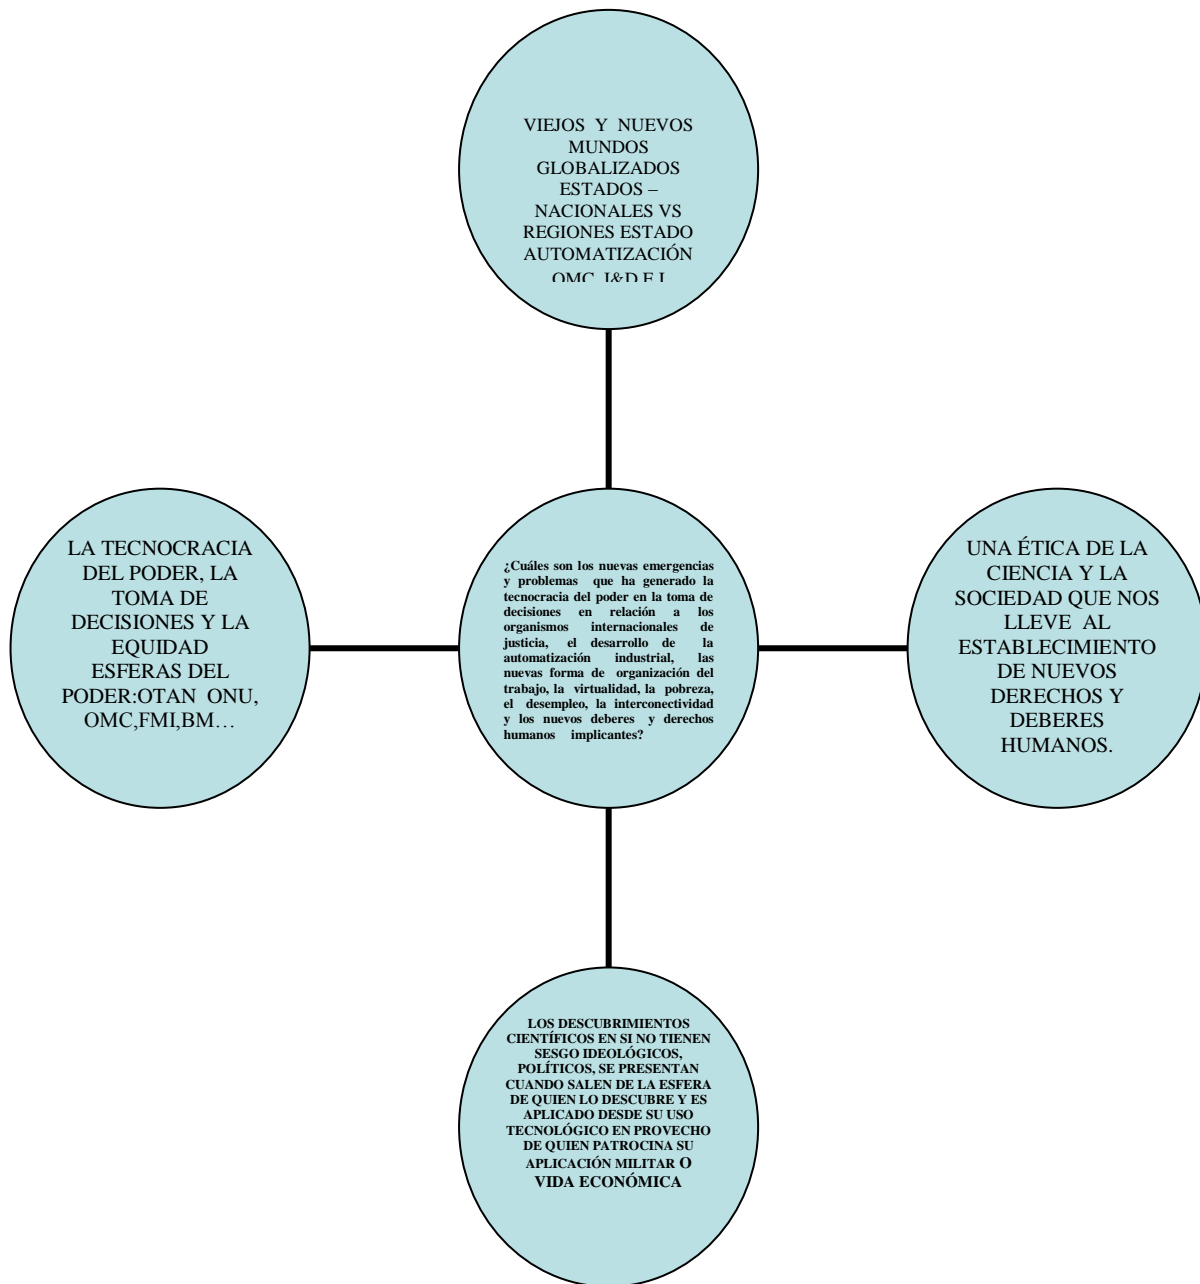 VIEJOS Y NUEVOS
MUNDOS
GLOBALIZADOS
ESTADOS –
NACIONALES VS
REGIONES ESTADO
AUTOMATIZACIÓN
OMC I&D E I
LA TECNOCRACIA
DEL PODER, LA
TOMA DE
DECISIONES Y LA
EQUIDAD
ESFERAS DEL
PODER:OTAN ONU,
OMC,FMI,BM…
¿Cuáles son los nuevas emergencias
y problemas que ha generado la
tecnocracia del poder en la toma de
decisiones en relación a los
organismos internacionales de
justicia, el desarrollo de la
automatización industrial, las
nuevas forma de organización del
trabajo, la virtualidad, la pobreza,
el desempleo, la interconectividad
y los nuevos deberes y derechos
humanos implicantes?
UNA ÉTICA DE LA
CIENCIA Y LA
SOCIEDAD QUE NOS
LLEVE AL
ESTABLECIMIENTO
DE NUEVOS
DERECHOS Y
DEBERES
HUMANOS.
LOS DESCUBRIMIENTOS
CIENTÍFICOS EN SI NO TIENEN
SESGO IDEOLÓGICOS,
POLÍTICOS, SE PRESENTAN
CUANDO SALEN DE LA ESFERA
DE QUIEN LO DESCUBRE Y ES
APLICADO DESDE SU USO
TECNOLÓGICO EN PROVECHO
DE QUIEN PATROCINA SU
APLICACIÓN MILITAR O
VIDA ECONÓMICA